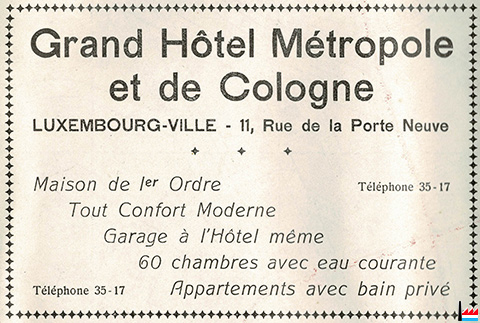 Grand Hôtel Métropole
et de Cologne
LUXEMBOURG-VILLE - 11, Rue de la Porte Neuve
Maison de 1er Ordre Téléphone 35-17
Tout Confort Moderne
Garage à l'Hôtel même
60 chambres avec eau courante
Téléphone 35-17 Appartements avec bain privé